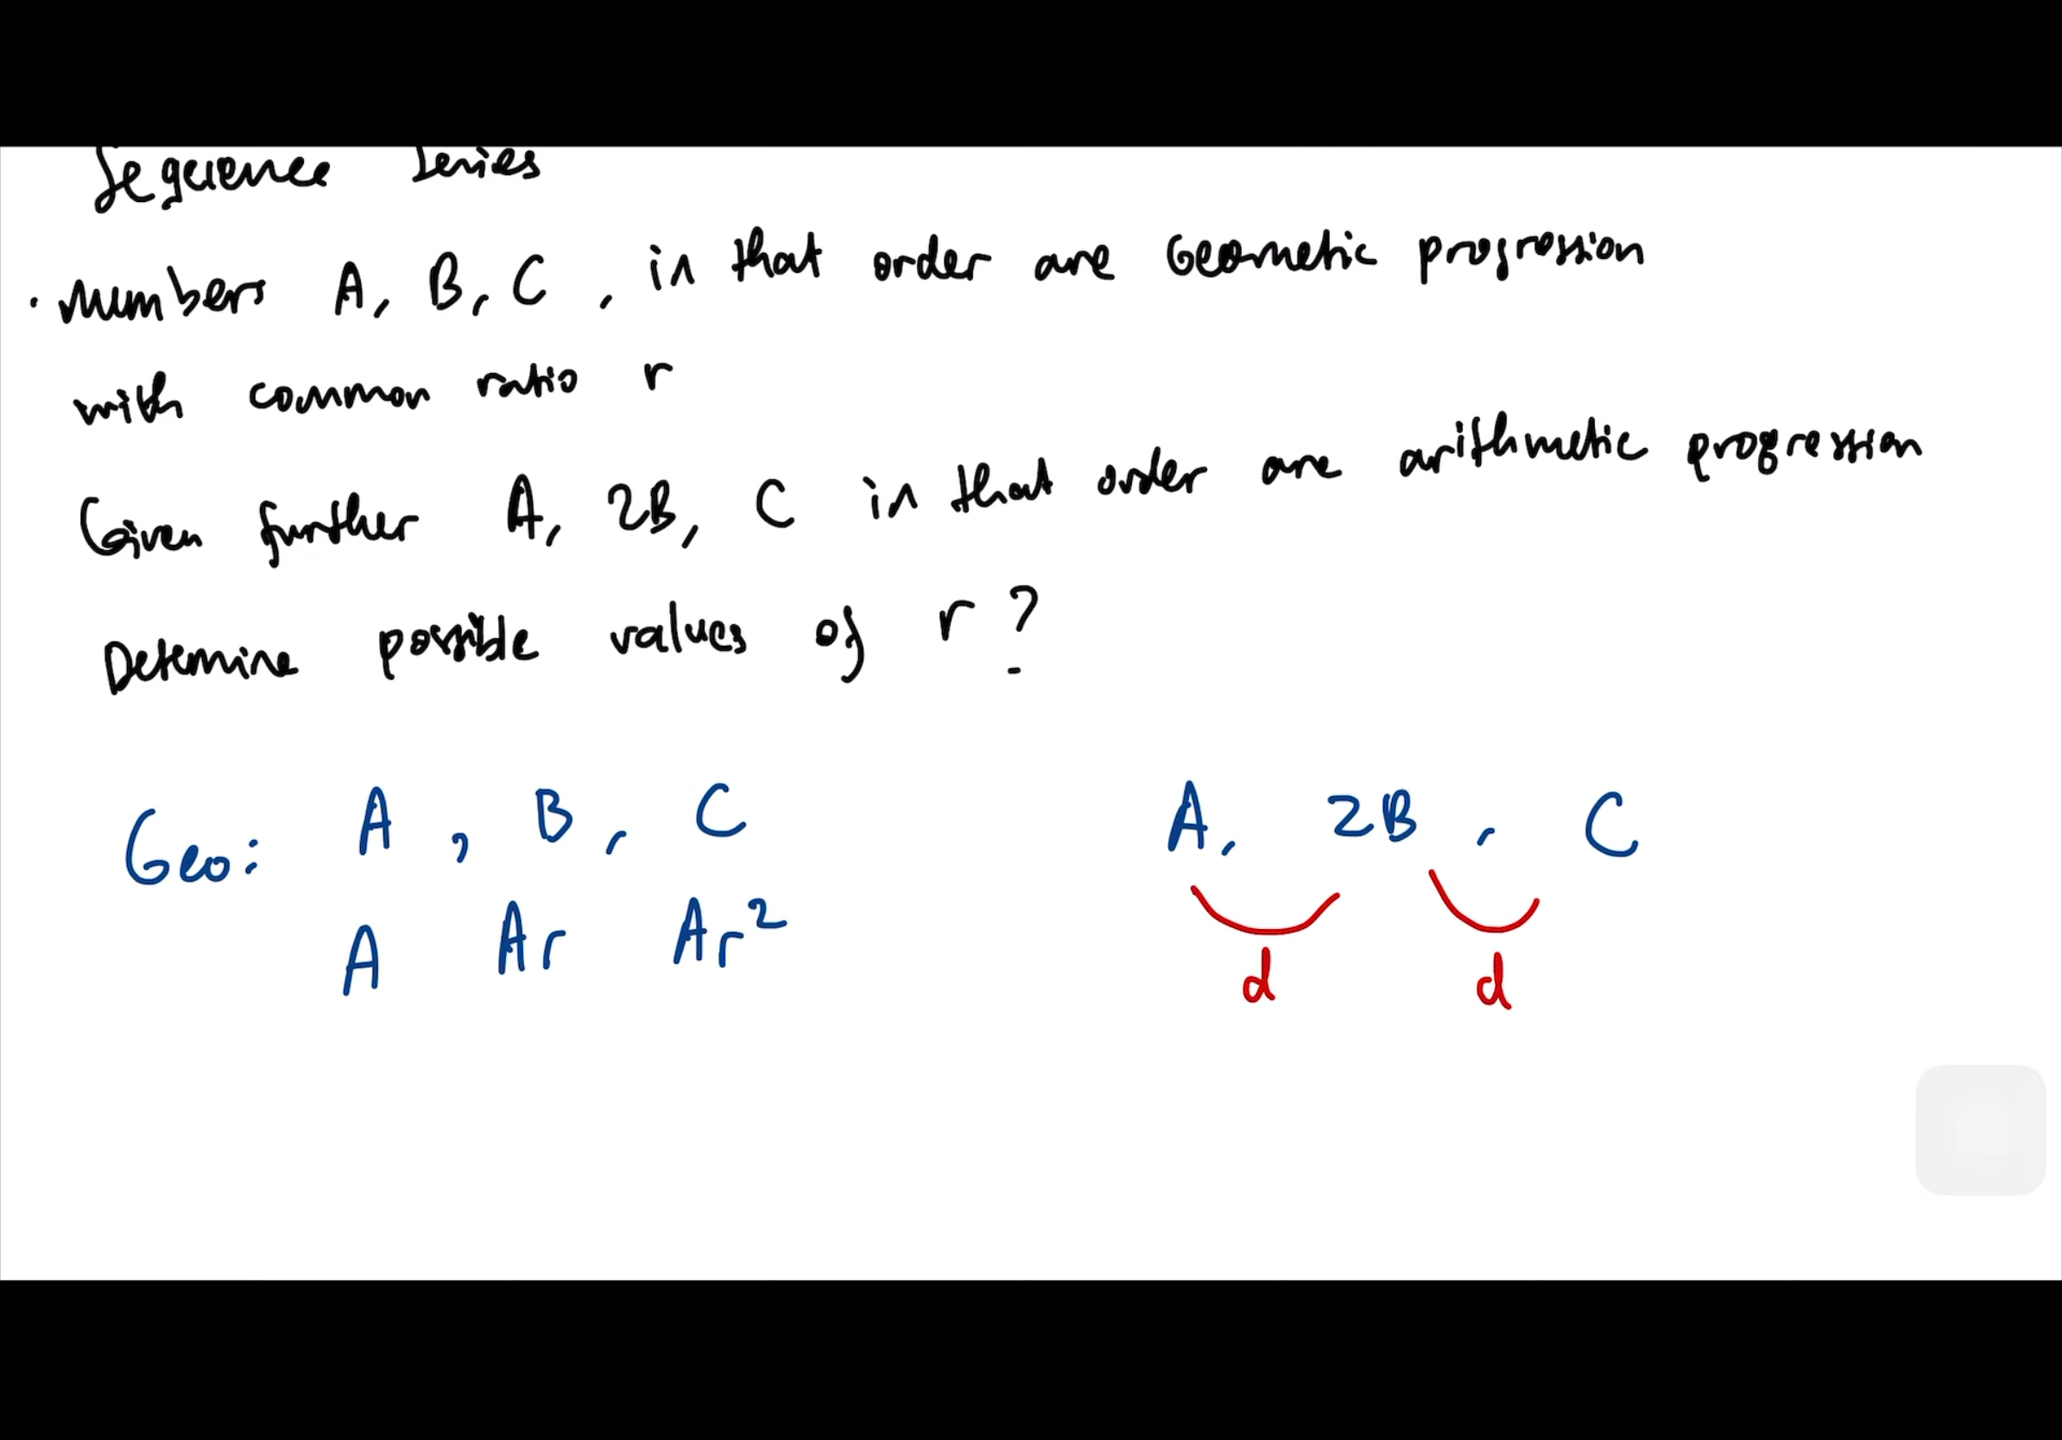 Sequence Series
. numbers A, B, C , in that order are Geometric progression
with common ratio r
Given further A, 2B, C in that order are arithmetic progression
Determine possible values of r ?
Geo: A , B , C
A Ar Ar²
A, 2B , C
d d